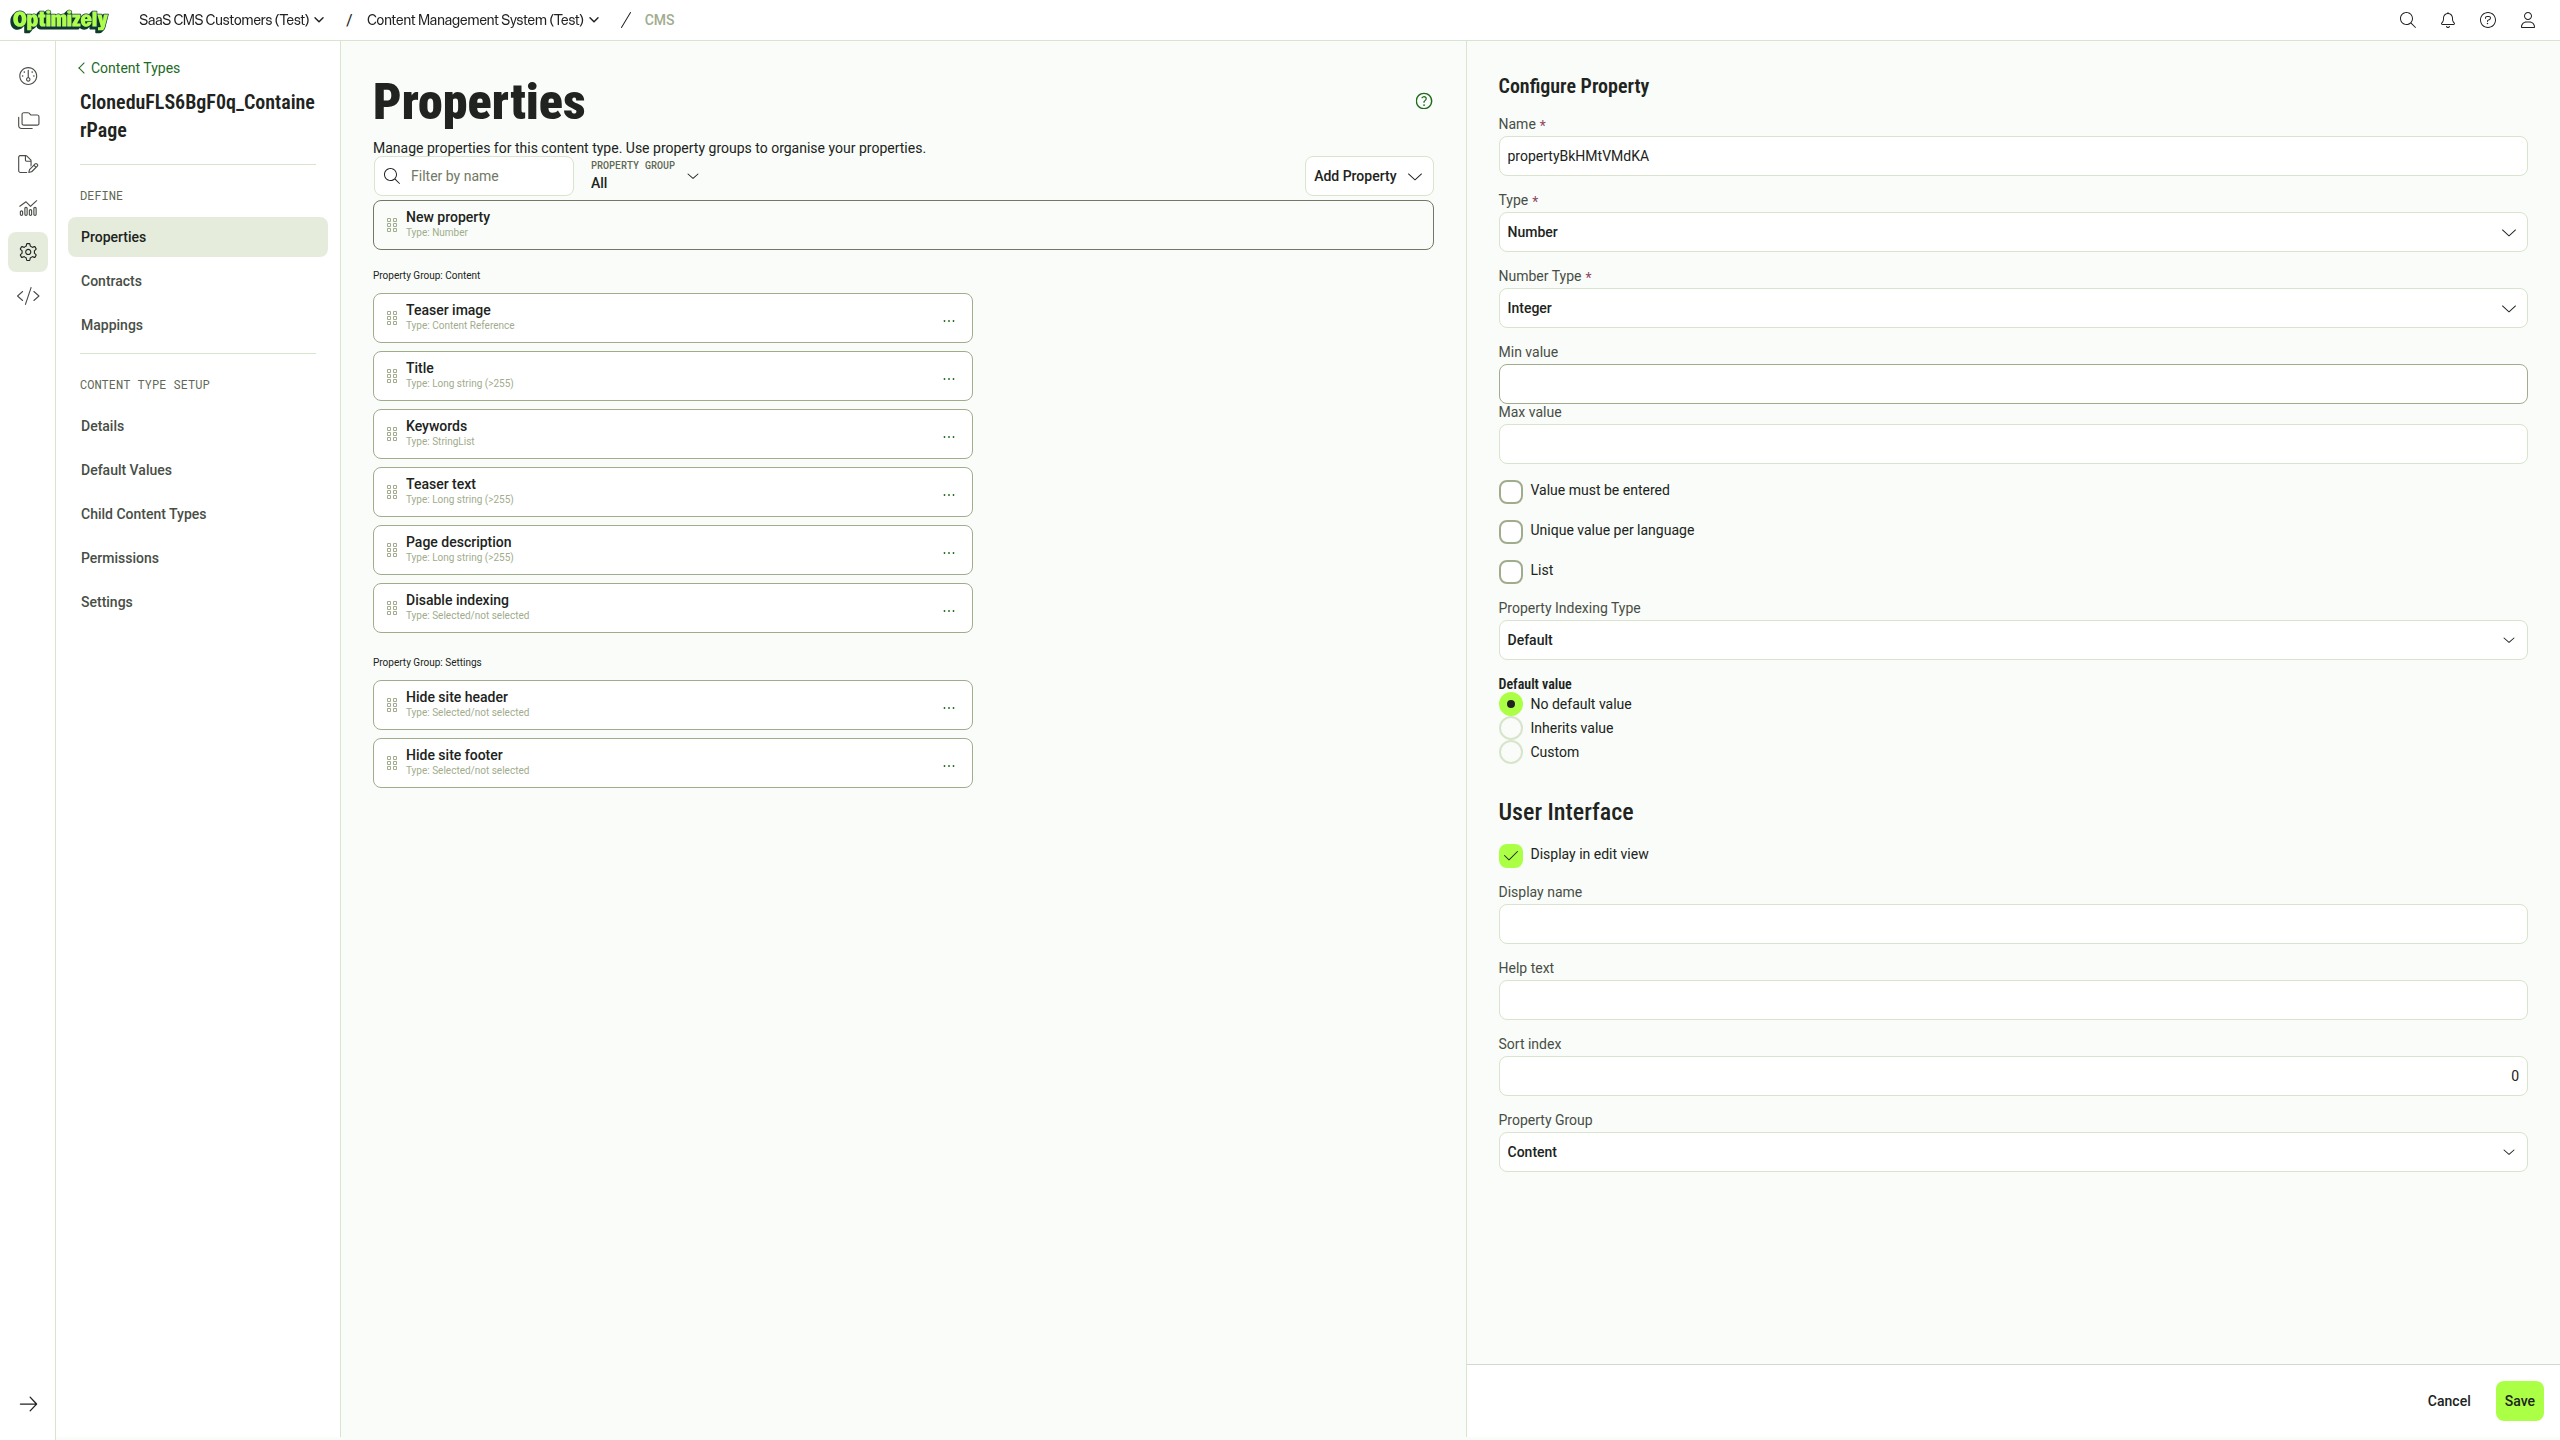 Optimizely
SaaS CMS Customers (Test) / Content Management System (Test) / CMS
Content Types
CloneduFLS6BgF0q_Containe
rPage
DEFINE
Properties
Contracts
Mappings
CONTENT TYPE SETUP
Details
Default Values
Child Content Types
Permissions
Settings
Properties
Manage properties for this content type. Use property groups to organise your properties.
Filter by name
PROPERTY GROUP
All
Add Property
New property
Type: Number
Property Group: Content
Teaser image
Type: Content Reference
...
Title
Type: Long string (>255)
...
Keywords
Type: StringList
...
Teaser text
Type: Long string (>255)
...
Page description
Type: Long string (>255)
...
Disable indexing
Type: Selected/not selected
...
Property Group: Settings
Hide site header
Type: Selected/not selected
...
Hide site footer
Type: Selected/not selected
...
Configure Property
Name *
propertyBkHMtVMdKA
Type *
Number
Number Type *
Integer
Min value
Max value
Value must be entered
Unique value per language
List
Property Indexing Type
Default
Default value
No default value
Inherits value
Custom
User Interface
Display in edit view
Display name
Help text
Sort index
0
Property Group
Content
Cancel
Save